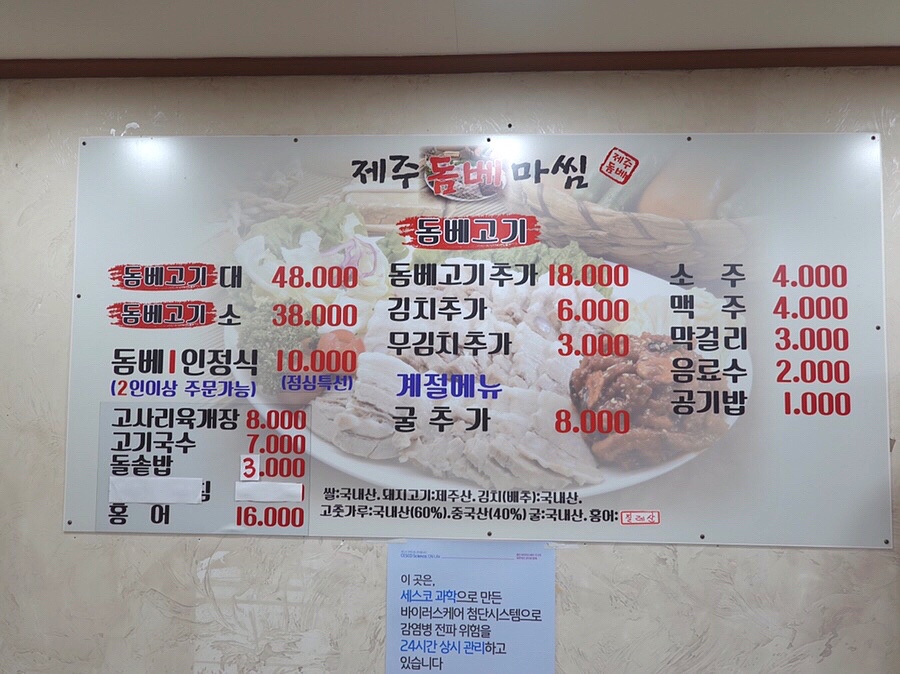 제주돔베마씸
제주
돔베
돔베고기
돔베고기 대 48.000
돔베고기 소 38.000
돔베1인정식 10.000
(2인이상 주문가능) (점심특선)
고사리육개장 8.000
고기국수 7.000
돌솥밥 3.000
홍어 16.000
돔베고기추가 18.000
김치추가 6.000
무김치추가 3.000
계절메뉴
굴추가 8.000
소주 4.000
맥주 4.000
막걸리 3.000
음료수 2.000
공기밥 1.000
쌀:국내산. 돼지고기:제주산. 김치(배추):국내산.
고춧가루:국내산(60%).중국산(40%) 굴:국내산. 홍어:
이 곳은,
세스코 과학으로 만든
바이러스케어 첨단시스템으로
감염병 전파 위험을
24시간 상시 관리하고
있습니다